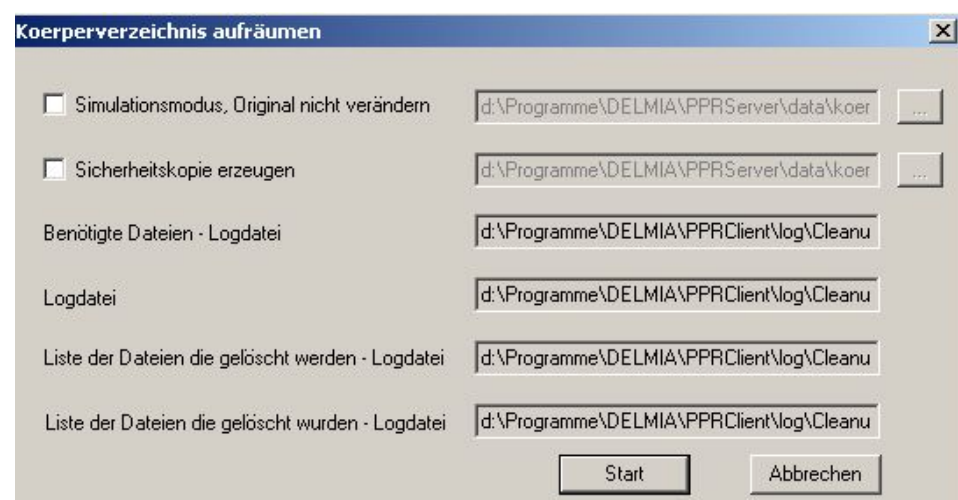 Koerperverzeichnis aufräumen
Simulationsmodus, Original nicht verändern d:\Programme\DELMIA\PPRServer\data\koer ...
Sicherheitskopie erzeugen d:\Programme\DELMIA\PPRServer\data\koer ...
Benötigte Dateien - Logdatei d:\Programme\DELMIA\PPRClient\log\Cleanu
Logdatei d:\Programme\DELMIA\PPRClient\log\Cleanu
Liste der Dateien die gelöscht werden - Logdatei d:\Programme\DELMIA\PPRClient\log\Cleanu
Liste der Dateien die gelöscht wurden - Logdatei d:\Programme\DELMIA\PPRClient\log\Cleanu
Start Abbrechen